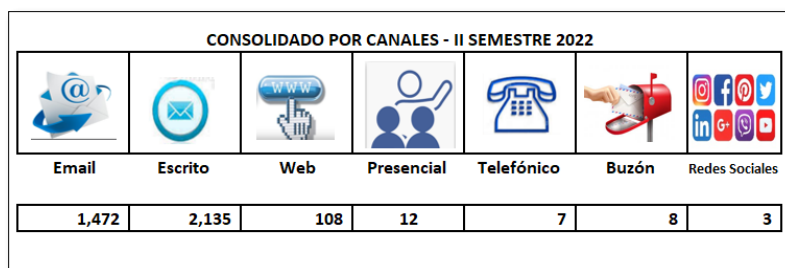 CONSOLIDADO POR CANALES - II SEMESTRE 2022
@ WWW
Email Escrito Web Presencial Telefónico Buzón Redes Sociales
1,472 2,135 108 12 7 8 3